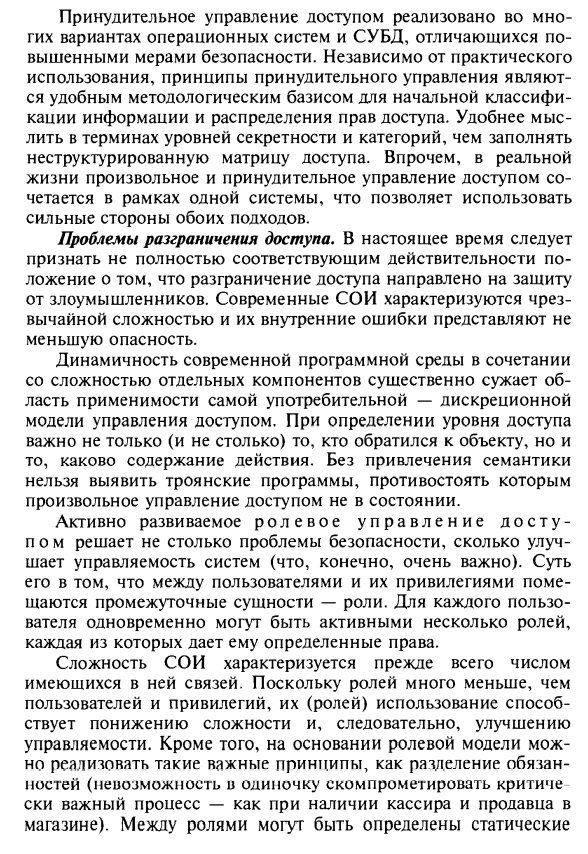 Принудительное управление доступом реализовано во мно-
гих вариантах операционных систем и СУБД, отличающихся по-
вышенными мерами безопасности. Независимо от практического
использования, принципы принудительного управления являют-
ся удобным методологическим базисом для начальной классифи-
кации информации и распределения прав доступа. Удобнее мыс-
лить в терминах уровней секретности и категорий, чем заполнять
неструктурированную матрицу доступа. Впрочем, в реальной
жизни произвольное и принудительное управление доступом со-
четается в рамках одной системы, что позволяет использовать
сильные стороны обоих подходов.
Проблемы разграничения доступа. В настоящее время следует
признать не полностью соответствующим действительности по-
ложение о том, что разграничение доступа направлено на защиту
от злоумышленников. Современные СОИ характеризуются чрез-
вычайной сложностью и их внутренние ошибки представляют не
меньшую опасность.
Динамичность современной программной среды в сочетании
со сложностью отдельных компонентов существенно сужает об-
ласть применимости самой употребительной — дискреционной
модели управления доступом. При определении уровня доступа
важно не только (и не столько) то, кто обратился к объекту, но и
то, каково содержание действия. Без привлечения семантики
нельзя выявить троянские программы, противостоять которым
произвольное управление доступом не в состоянии.
Активно развиваемое ролевое управление досту-
пом решает не столько проблемы безопасности, сколько улуч-
шает управляемость систем (что, конечно, очень важно). Суть
его в том, что между пользователями и их привилегиями поме-
щаются промежуточные сущности — роли. Для каждого пользо-
вателя одновременно могут быть активными несколько ролей,
каждая из которых дает ему определенные права.
Сложность СОИ характеризуется прежде всего числом
имеющихся в ней связей. Поскольку ролей много меньше, чем
пользователей и привилегий, их (ролей) использование способ-
ствует понижению сложности и, следовательно, улучшению
управляемости. Кроме того, на основании ролевой модели мож-
но реализовать такие важные принципы, как разделение обязан-
ностей (невозможность в одиночку скомпрометировать критиче-
ски важный процесс — как при наличии кассира и продавца в
магазине). Между ролями могут быть определены статические